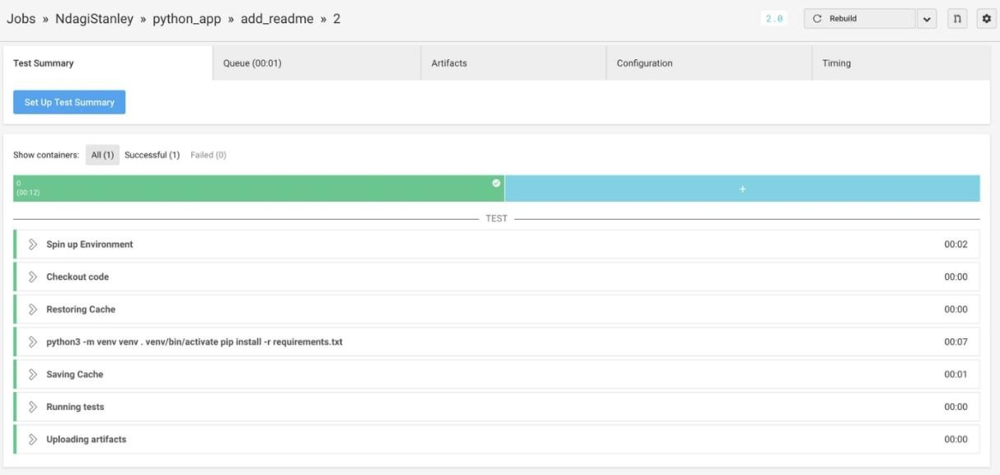 Jobs » NdagiStanley » python_app » add_readme » 2
2.0
Rebuild
Test Summary
Queue (00:01)
Artifacts
Configuration
Timing
Set Up Test Summary
Show containers: All (1) Successful (1) Failed (0)
0
(00:12)
+
TEST
Spin up Environment 00:02
Checkout code 00:00
Restoring Cache 00:00
python3 -m venv venv . venv/bin/activate pip install -r requirements.txt 00:07
Saving Cache 00:01
Running tests 00:00
Uploading artifacts 00:00